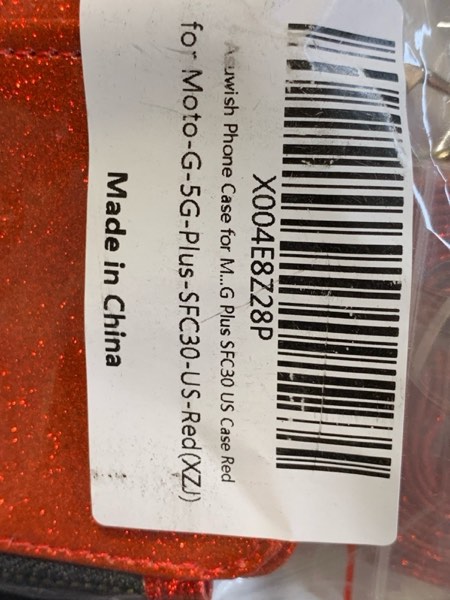 X004E8Z28P
Asuwish Phone Case for M...G Plus SFC30 US Case Red
for Moto-G-5G-Plus-SFC30-US-Red(XZJ)
Made in China